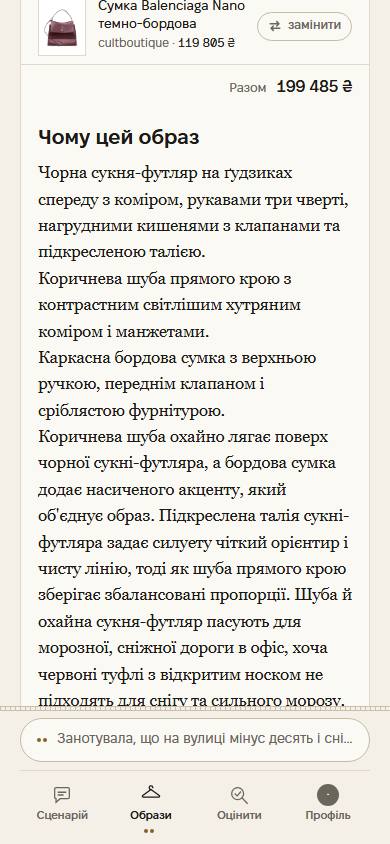 Сумка Balenciaga Nano
темно-бордова
cultboutique · 119 805 ₴
замінити
Разом 199 485 ₴
Чому цей образ
Чорна сукня-футляр на ґудзиках
спереду з коміром, рукавами три чверті,
нагрудними кишенями з клапанами та
підкресленою талією.
Коричнева шуба прямого крою з
контрастним світлішим хутряним
коміром і манжетами.
Каркасна бордова сумка з верхньою
ручкою, переднім клапаном і
сріблястою фурнітурою.
Коричнева шуба охайно лягає поверх
чорної сукні-футляра, а бордова сумка
додає насиченого акценту, який
об'єднує образ. Підкреслена талія сукні-
футляра задає силуету чіткий орієнтир і
чисту лінію, тоді як шуба прямого крою
зберігає збалансовані пропорції. Шуба й
охайна сукня-футляр пасують для
морозної, сніжної дороги в офіс, хоча
червоні туфлі з відкритим носком не
підходять для снігу та сильного морозу.
Занотувала, що на вулиці мінус десять і сні...
Сценарій
Образи
Оцінити
Профіль